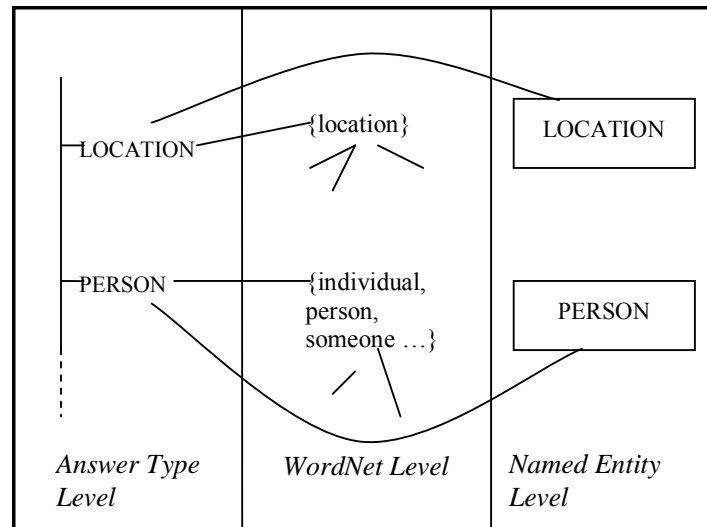 LOCATION
{location}
LOCATION
PERSON
{individual,
person,
someone …}
PERSON
Answer Type
Level
WordNet Level
Named Entity
Level